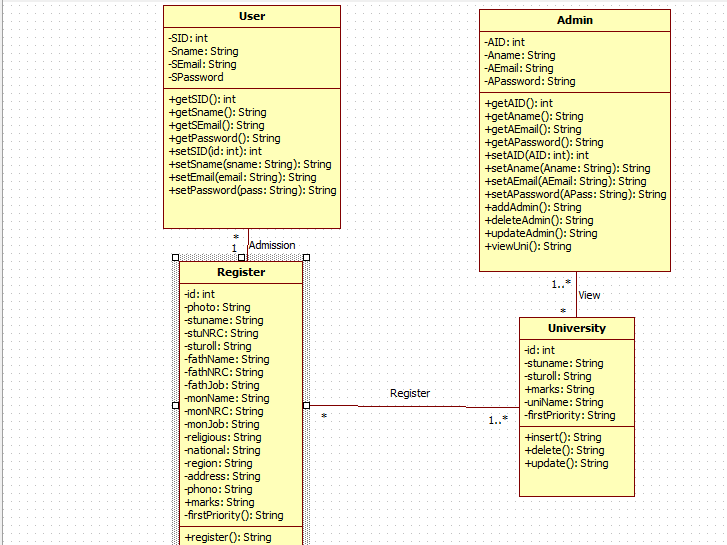 User
-SID: int
-Sname: String
-SEmail: String
-SPassword
+getSID(): int
+getSname(): String
+getSEmail(): String
+getPassword(): String
+setSID(id: int): int
+setSname(sname: String): String
+setEmail(email: String): String
+setPassword(pass: String): String
*
1
Admission
Register
-id: int
-photo: String
-stuname: String
-stuNRC: String
-sturoll: String
-fathName: String
-fathNRC: String
-fathJob: String
-monName: String
-monNRC: String
-monJob: String
-religious: String
-national: String
-region: String
-address: String
-phono: String
+marks: String
-firstPriority(): String
+register(): String
Register
*
1..*
Admin
-AID: int
-Aname: String
-AEmail: String
-APassword: String
+getAID(): int
+getAname(): String
+getAEmail(): String
+getAPassword(): String
+setAID(AID: int): int
+setAname(Aname: String): String
+setAEmail(AEmail: String): String
+setAPassword(APass: String): String
+addAdmin(): String
+deleteAdmin(): String
+updateAdmin(): String
+viewUni(): String
1..*
View
*
University
-id: int
-stuname: String
-sturoll: String
+marks: String
-uniName: String
-firstPriority: String
+insert(): String
+delete(): String
+update(): String